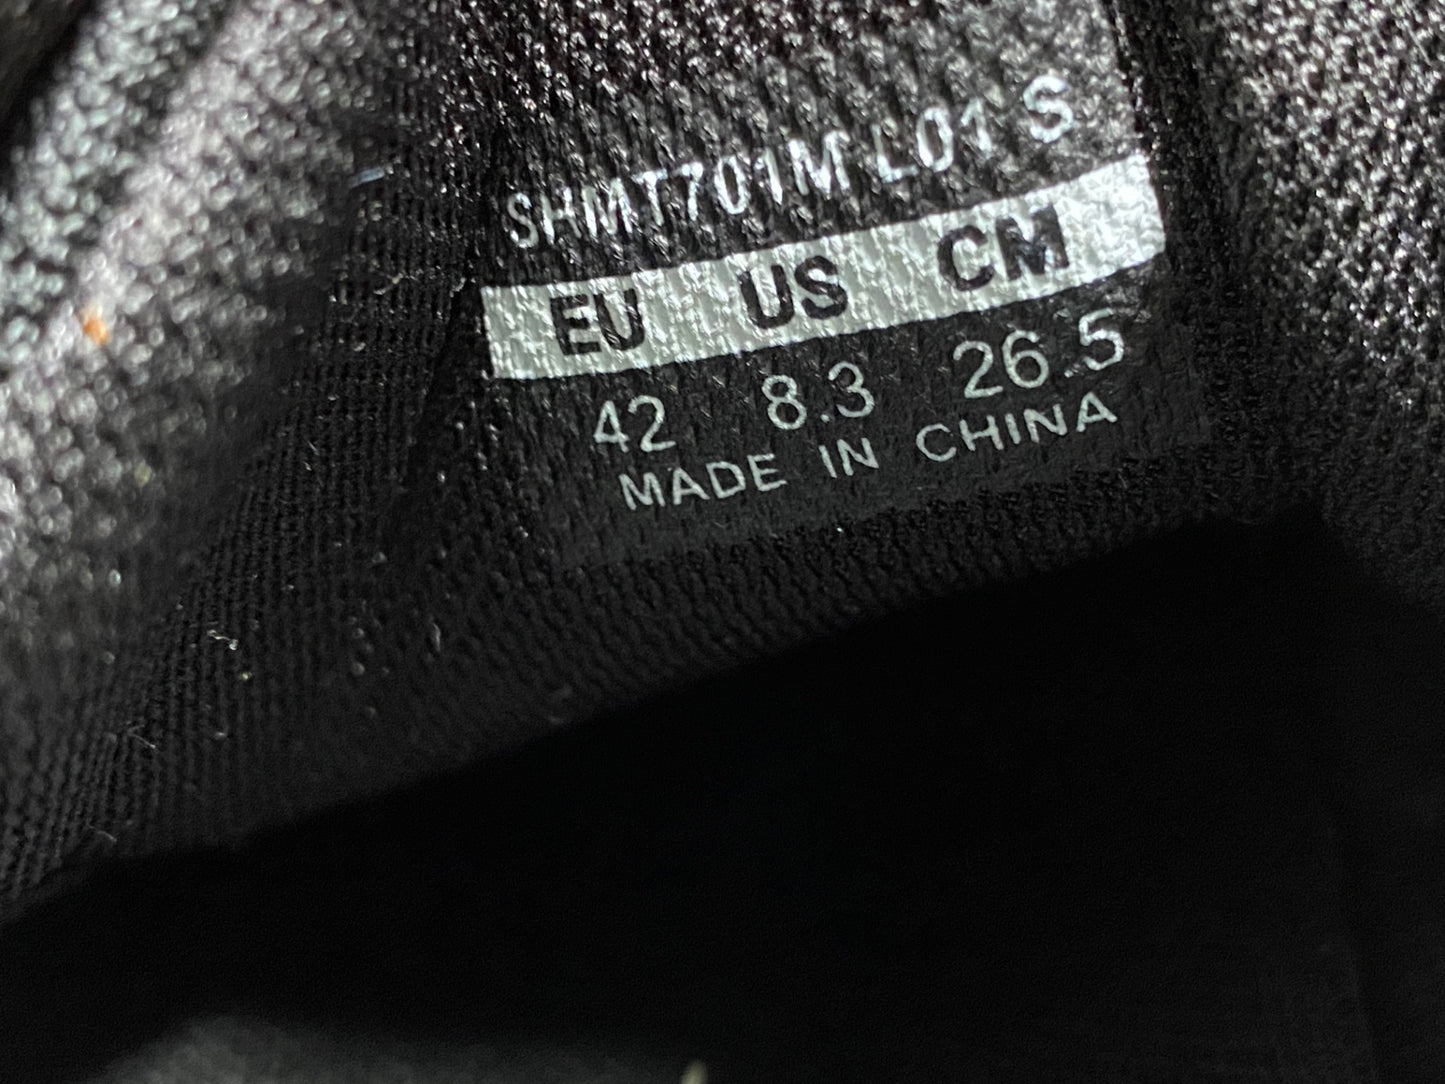 SHMT701M L01 S
EU US CM
42 8.3 26.5
MADE IN CHINA